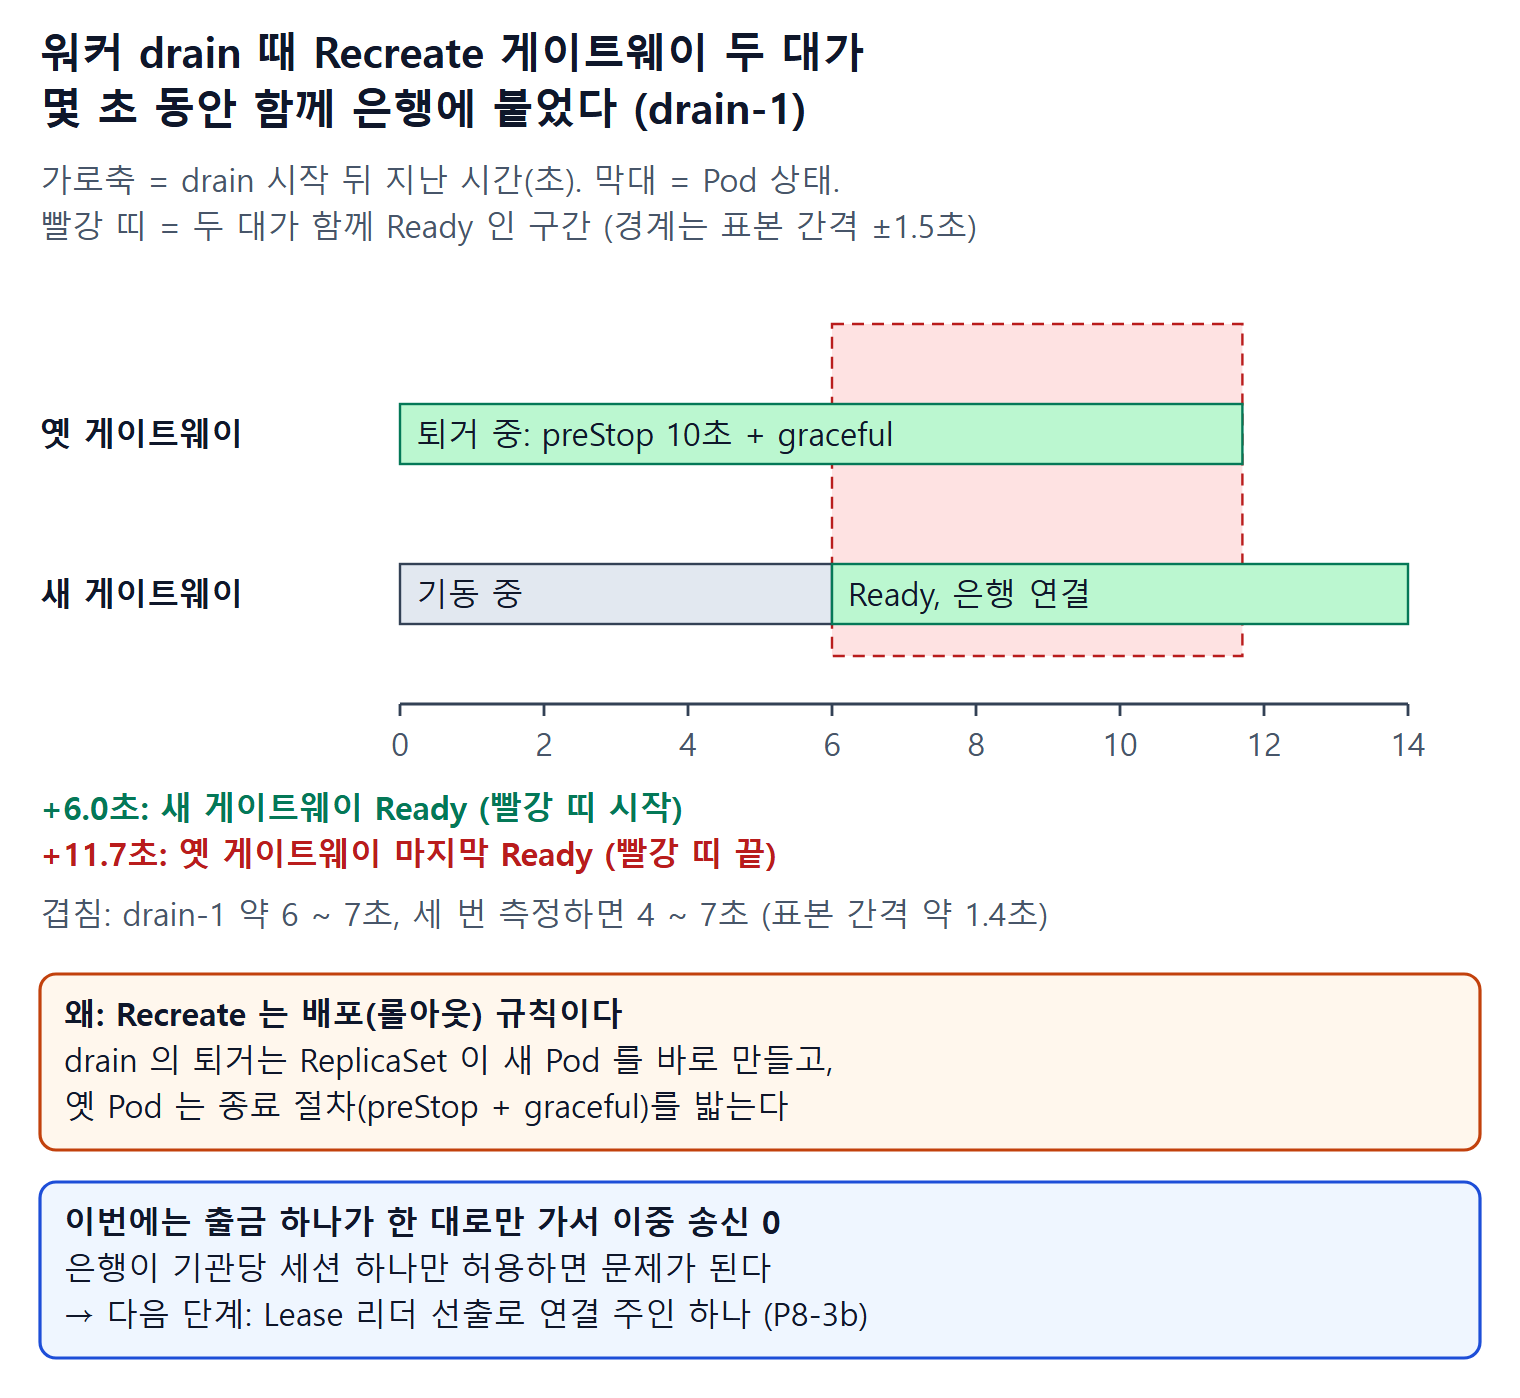 워커 drain 때 Recreate 게이트웨이 두 대가
몇 초 동안 함께 은행에 붙었다 (drain-1)
가로축 = drain 시작 뒤 지난 시간(초). 막대 = Pod 상태.
빨강 띠 = 두 대가 함께 Ready 인 구간 (경계는 표본 간격 ±1.5초)
옛 게이트웨이
퇴거 중: preStop 10초 + graceful
새 게이트웨이
기동 중
Ready, 은행 연결
0 2 4 6 8 10 12 14
+6.0초: 새 게이트웨이 Ready (빨강 띠 시작)
+11.7초: 옛 게이트웨이 마지막 Ready (빨강 띠 끝)
겹침: drain-1 약 6 ~ 7초, 세 번 측정하면 4 ~ 7초 (표본 간격 약 1.4초)
왜: Recreate 는 배포(롤아웃) 규칙이다
drain 의 퇴거는 ReplicaSet 이 새 Pod 를 바로 만들고,
옛 Pod 는 종료 절차(preStop + graceful)를 밟는다
이번에는 출금 하나가 한 대로만 가서 이중 송신 0
은행이 기관당 세션 하나만 허용하면 문제가 된다
→ 다음 단계: Lease 리더 선출로 연결 주인 하나 (P8-3b)